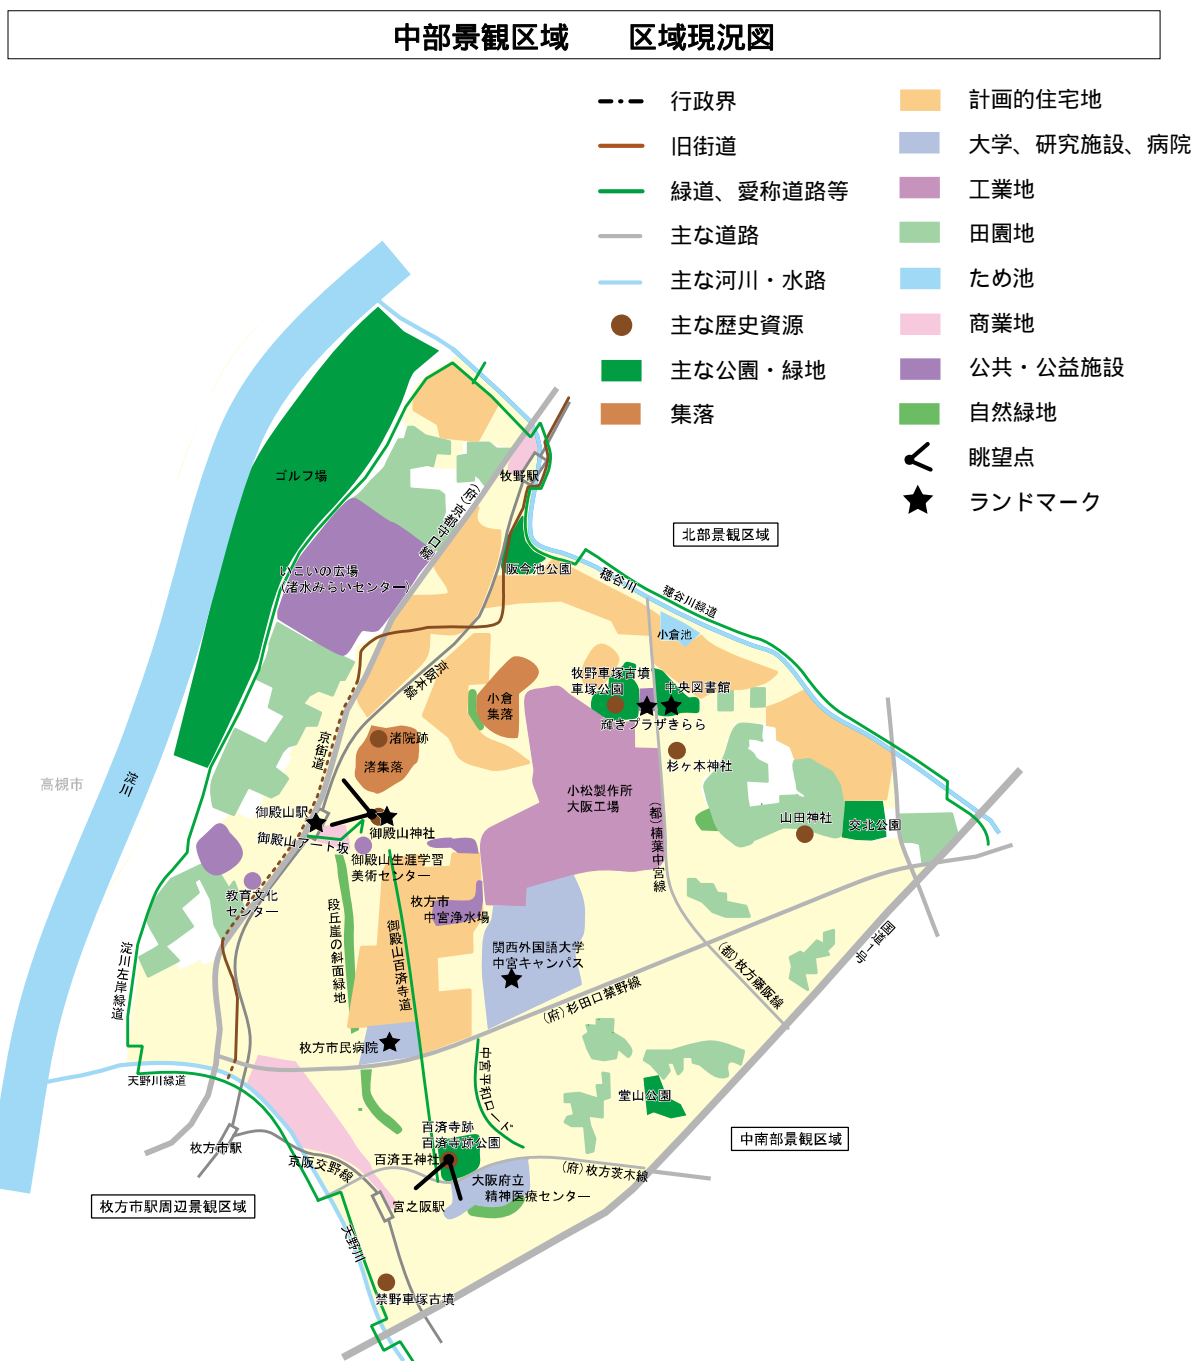 中部景観区域　　区域現況図
行政界
旧街道
緑道、愛称道路等
主な道路
主な河川・水路
主な歴史資源
主な公園・緑地
集落
計画的住宅地
大学、研究施設、病院
工業地
田園地
ため池
商業地
公共・公益施設
自然緑地
眺望点
ランドマーク
ゴルフ場
牧野駅
(府)京都守口線
北部景観区域
いこいの広場
(渚水みらいセンター)
阪今池公園
穂谷川
穂谷川緑道
小倉池
京阪本線
牧野車塚古墳
車塚公園
中央図書館
小倉
集落
輝きプラザきらら
京街道
渚院跡
渚集落
杉ヶ本神社
高槻市
淀川
小松製作所
大阪工場
(都)楠葉中宮線
御殿山駅
御殿山神社
山田神社
交北公園
御殿山アート坂
御殿山生涯学習
美術センター
教育文化
センター
枚方市
中宮浄水場
段丘崖の斜面緑地
御殿山百済寺道
関西外国語大学
中宮キャンパス
国道1号
淀川左岸緑道
(都)枚方藤阪線
(府)杉田口禁野線
枚方市民病院
中宮平和ロード
天野川緑道
堂山公園
百済寺跡
百済寺跡公園
中南部景観区域
枚方市駅
京阪交野線
百済王神社
大阪府立
精神医療センター
(府)枚方茨木線
枚方市駅周辺景観区域
宮之阪駅
天野川
禁野車塚古墳